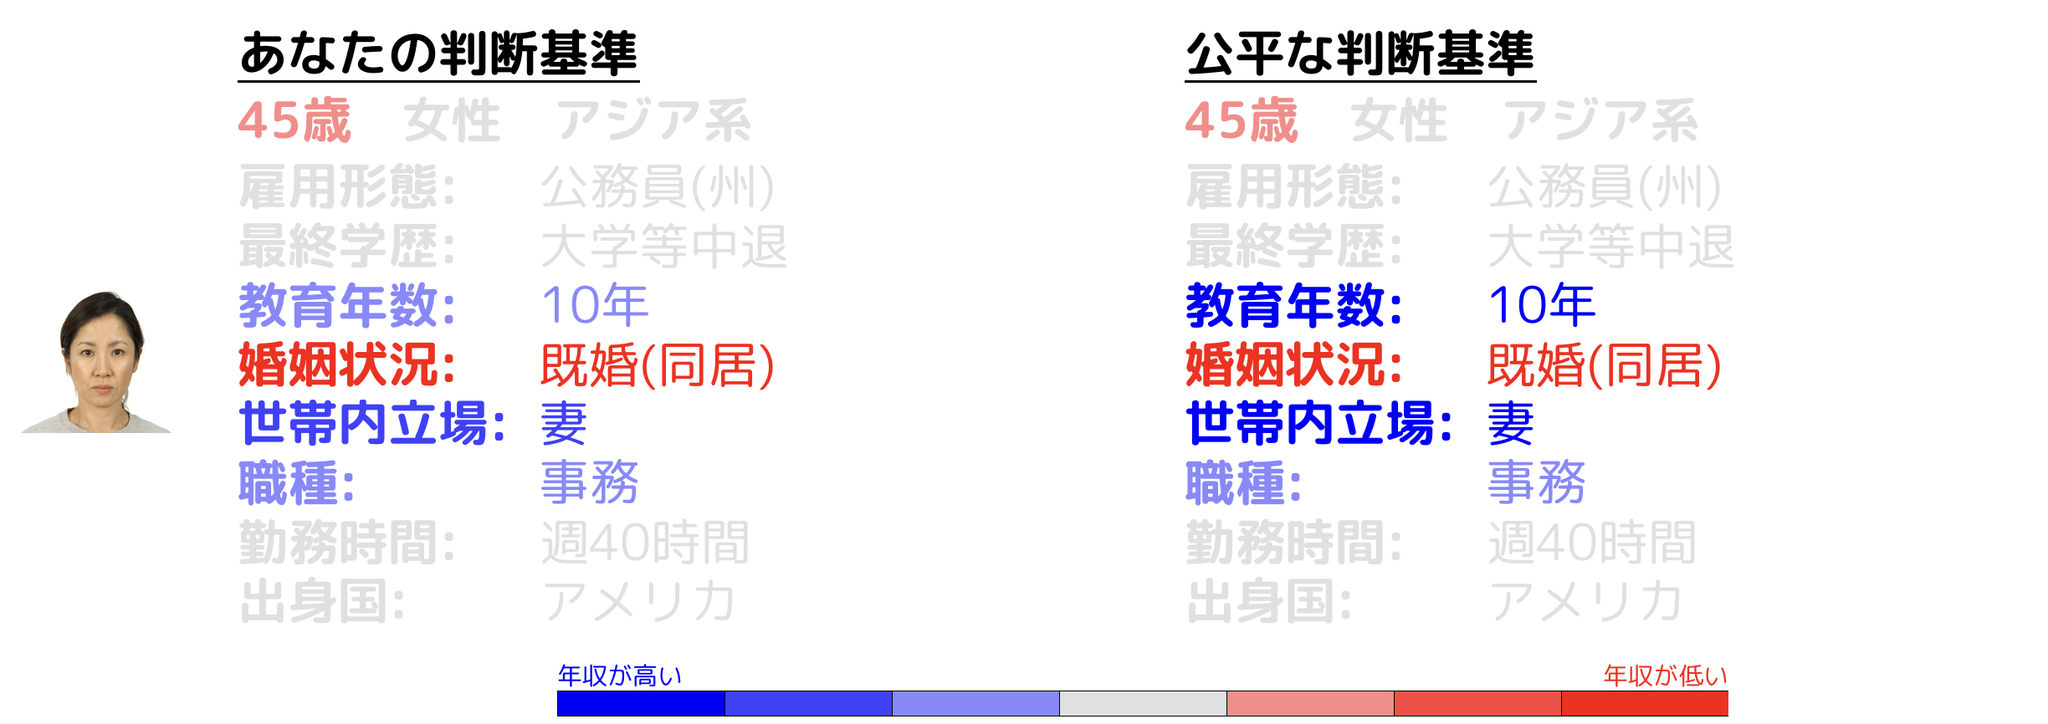 あなたの判断基準
45歳 女性 アジア系
雇用形態: 公務員(州)
最終学歴: 大学等中退
教育年数: 10年
婚姻状況: 既婚(同居)
世帯内立場: 妻
職種: 事務
勤務時間: 週40時間
出身国: アメリカ
公平な判断基準
45歳 女性 アジア系
雇用形態: 公務員(州)
最終学歴: 大学等中退
教育年数: 10年
婚姻状況: 既婚(同居)
世帯内立場: 妻
職種: 事務
勤務時間: 週40時間
出身国: アメリカ
年収が高い
年収が低い